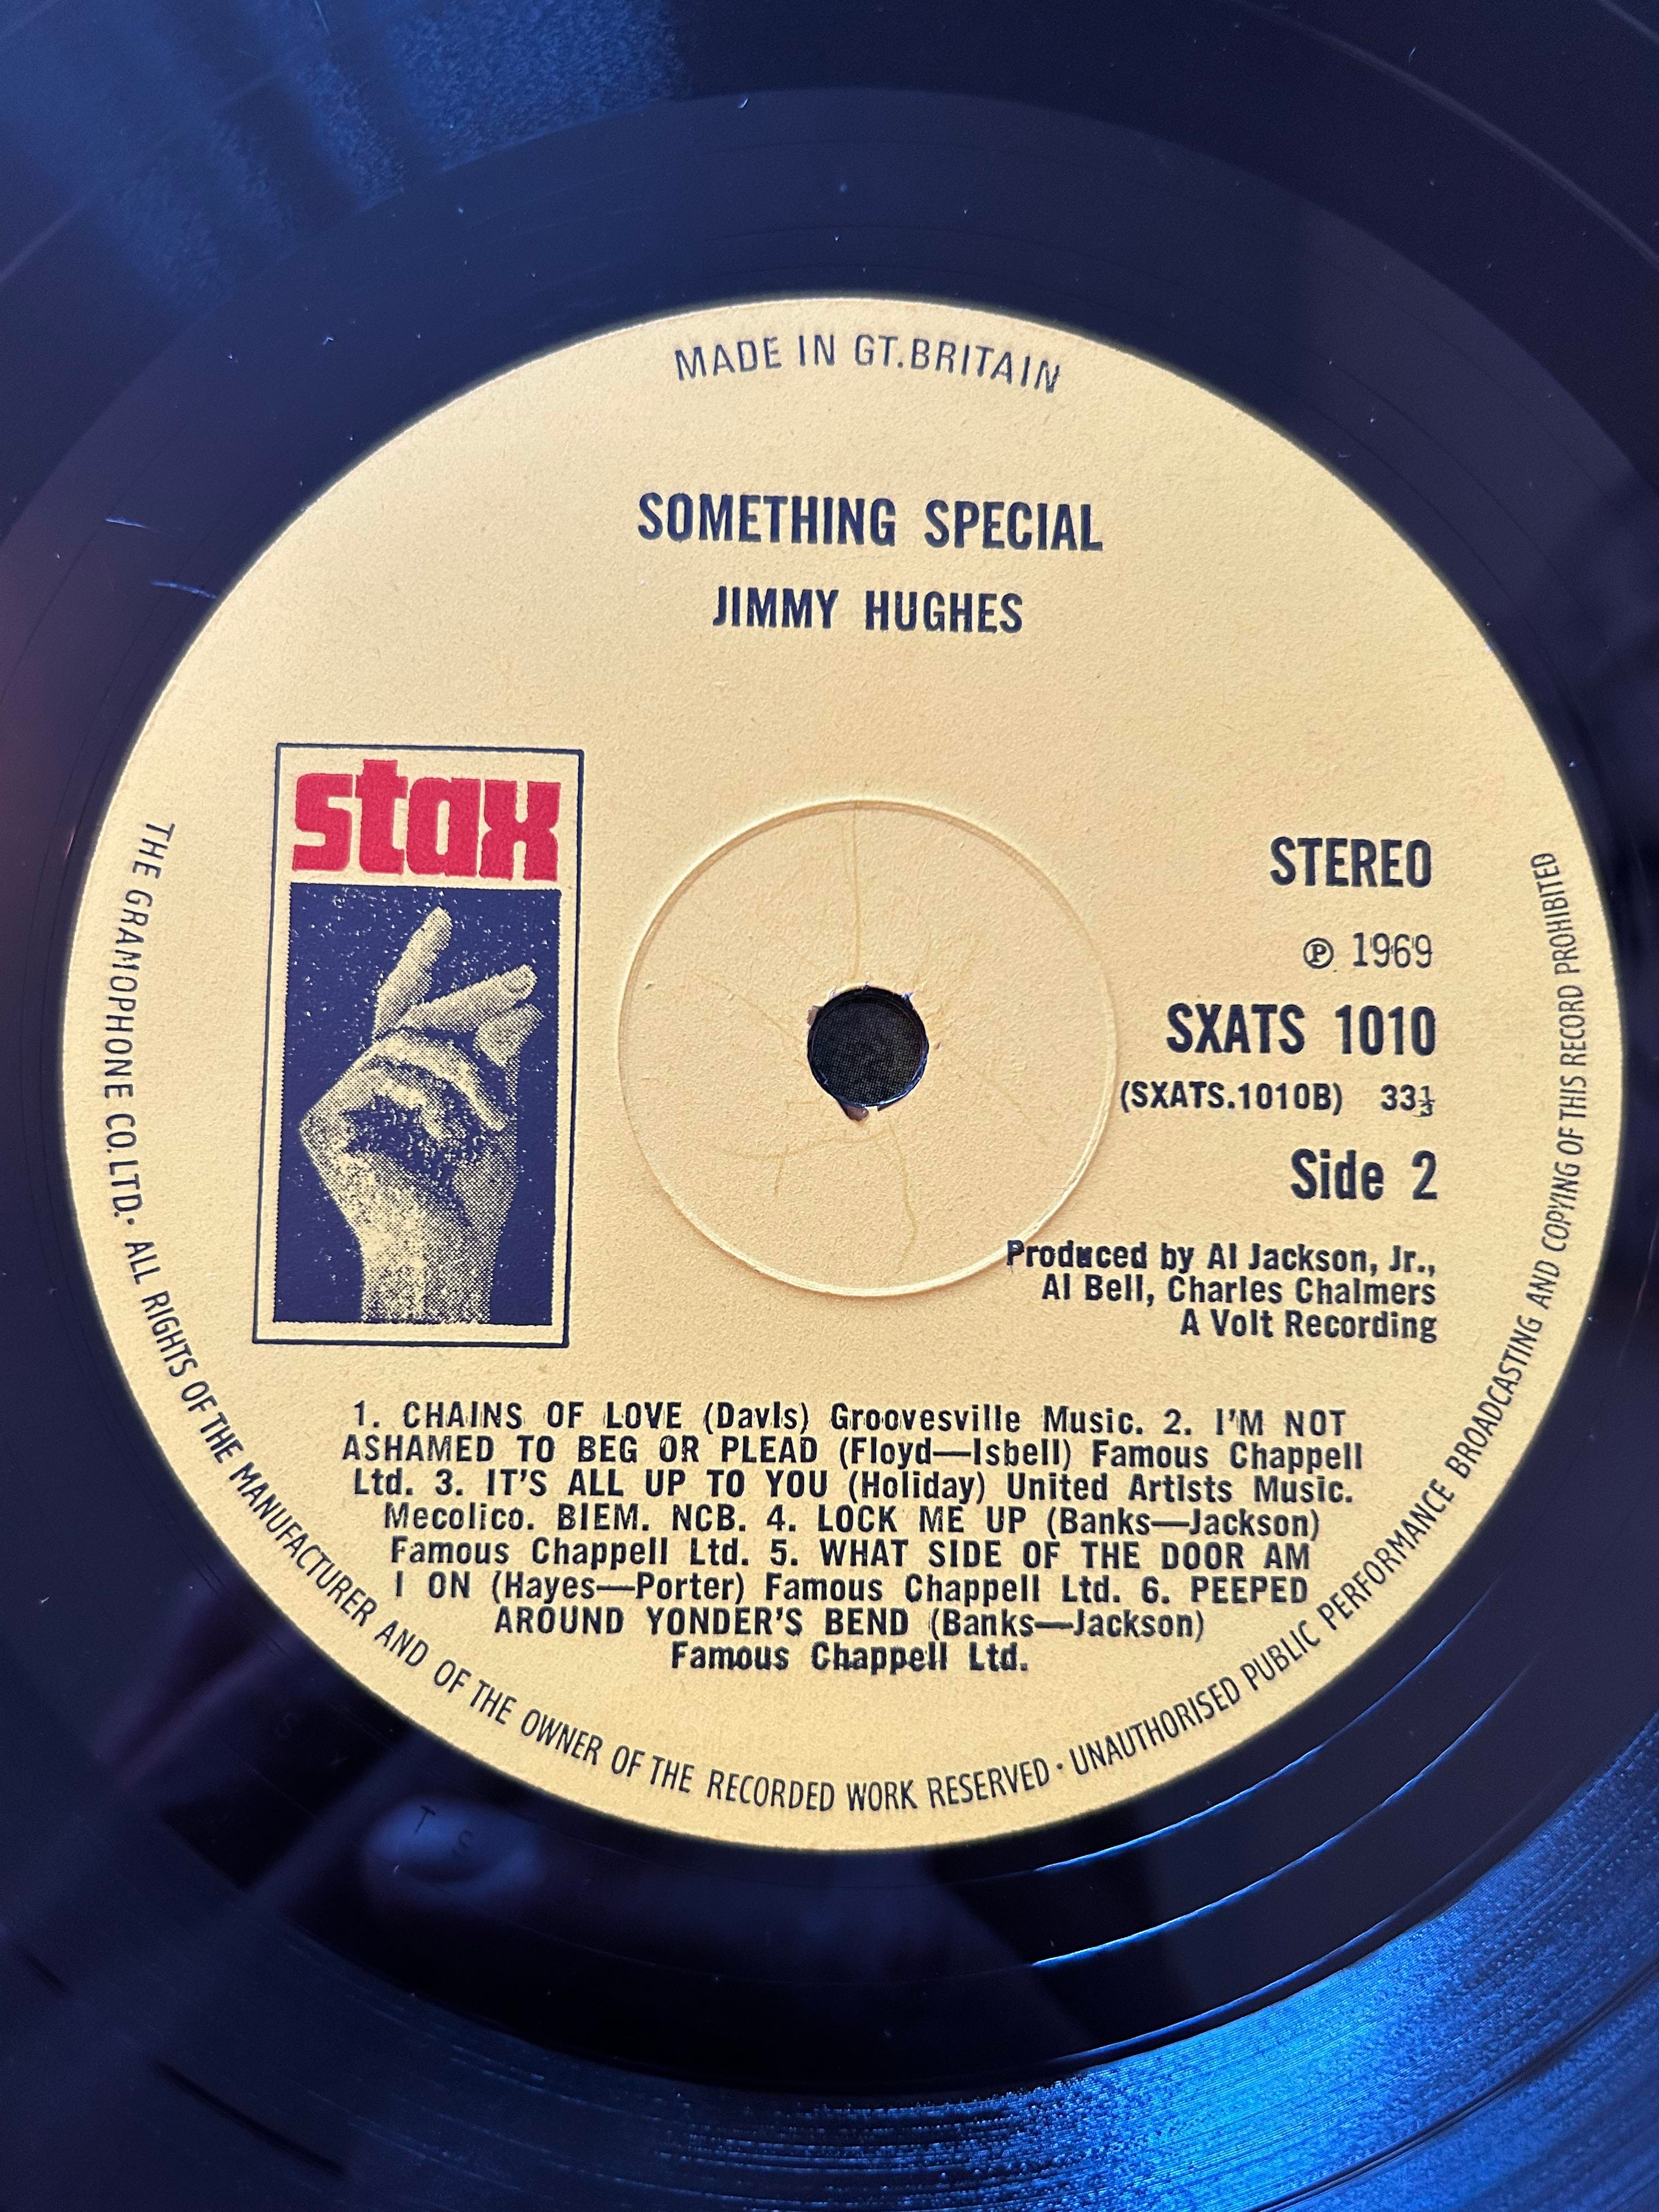 MADE IN GT.BRITAIN
SOMETHING SPECIAL
JIMMY HUGHES
stax
STEREO
℗ 1969
SXATS 1010
(SXATS.1010B) 33⅓
Side 2
Produced by Al Jackson, Jr.,
Al Bell, Charles Chalmers
A Volt Recording
1. CHAINS OF LOVE (Davis) Groovesville Music. 2. I'M NOT
ASHAMED TO BEG OR PLEAD (Floyd—Isbell) Famous Chappell
Ltd. 3. IT'S ALL UP TO YOU (Holiday) United Artists Music.
Mecolico. BIEM. NCB. 4. LOCK ME UP (Banks—Jackson)
Famous Chappell Ltd. 5. WHAT SIDE OF THE DOOR AM
I ON (Hayes—Porter) Famous Chappell Ltd. 6. PEEPED
AROUND YONDER'S BEND (Banks—Jackson)
Famous Chappell Ltd.
THE GRAMOPHONE CO.LTD. · ALL RIGHTS OF THE MANUFACTURER AND OF THE OWNER OF THE RECORDED WORK RESERVED · UNAUTHORISED PUBLIC PERFORMANCE BROADCASTING AND COPYING OF THIS RECORD PROHIBITED